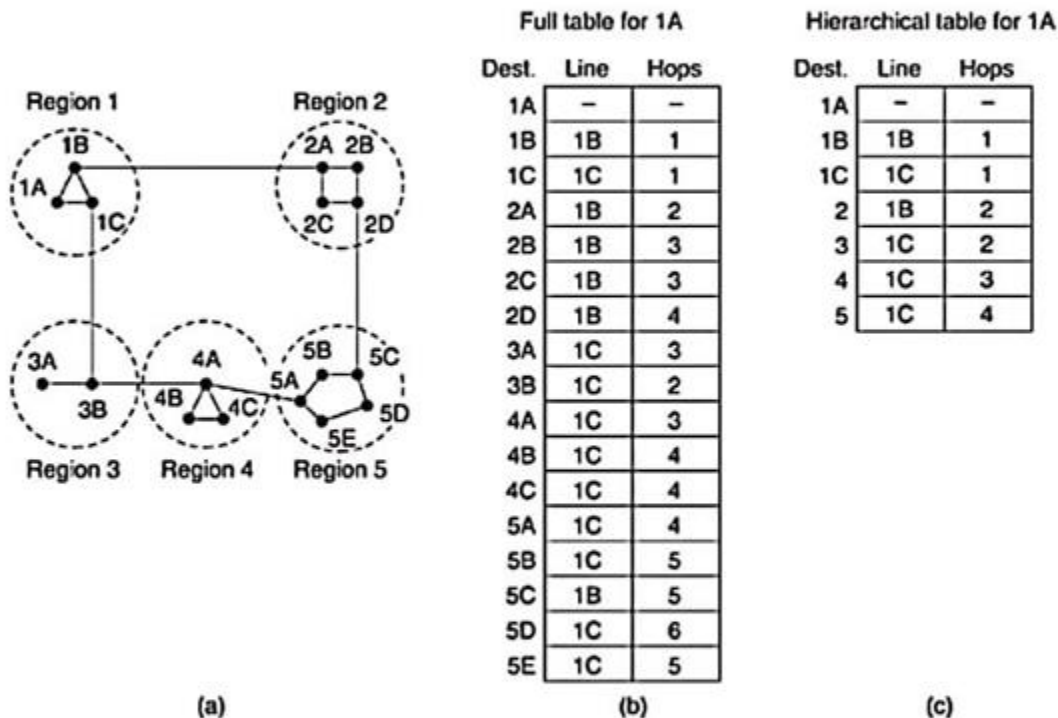 Full table for 1A
Hierarchical table for 1A
Dest. Line Hops
Dest. Line Hops
Region 1
Region 2
1B
2A 2B
1A
1C
2C 2D
3A
4A
5B 5C
5A
3B
4B 4C
5D
5E
Region 3
Region 4
Region 5
1A – –
1B 1B 1
1C 1C 1
2A 1B 2
2B 1B 3
2C 1B 3
2D 1B 4
3A 1C 3
3B 1C 2
4A 1C 3
4B 1C 4
4C 1C 4
5A 1C 4
5B 1C 5
5C 1B 5
5D 1C 6
5E 1C 5
1A – –
1B 1B 1
1C 1C 1
2 1B 2
3 1C 2
4 1C 3
5 1C 4
(a)
(b)
(c)